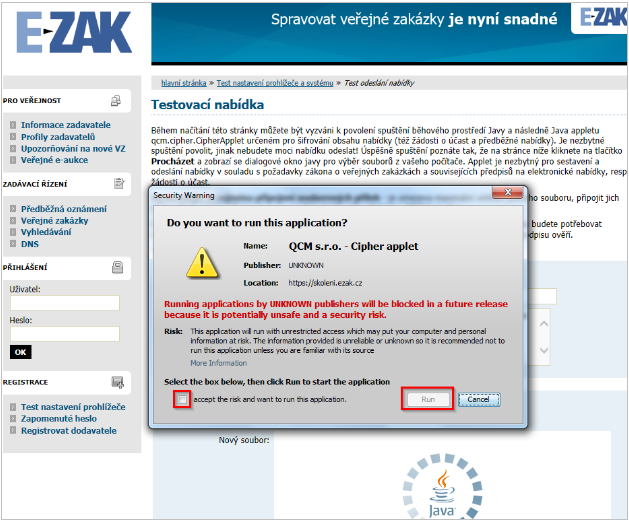 E-ZAK
Spravovat veřejné zakázky je nyní snadné
E-ZAK
hlavní stránka » Test nastavení prohlížeče a systému » Test odeslání nabídky
PRO VEŘEJNOST
Informace zadavatele
Profily zadavatelů
Upozorňování na nové VZ
Veřejné e-aukce
ZADÁVACÍ ŘÍZENÍ
Předběžná oznámení
Veřejné zakázky
Vyhledávání
DNS
PŘIHLÁŠENÍ
Uživatel:
Heslo:
OK
REGISTRACE
Test nastavení prohlížeče
Zapomenuté heslo
Registrovat dodavatele
Testovací nabídka
Během načítání této stránky můžete být vyzváni k povolení spuštění běhového prostředí Javy a následně Java appletu
qcm.cipher.CipherApplet určeném pro šifrování obsahu nabídky (též žádosti o účast a předběžné nabídky). Je nezbytné
spuštění povolit, jinak nebudete moci nabídku odeslat! Úspěšně spuštění poznáte tak, že na stránce níže kliknete na tlačítko
Procházet a zobrazí se dialogové okno javy pro výběr souborů z vašeho počítače. Applet je nezbytný pro sestavení a
odeslání nabídky v souladu s požadavky zákona o veřejných zakázkách a souvisejících předpisů na elektronické nabídky, resp
žádosti o účast.
ho souboru, připojit jich
budete potřebovat
dpisu ověří.
Security Warning
Do you want to run this application?
Name: QCM s.r.o. - Cipher applet
Publisher: UNKNOWN
Location: https://skoleni.ezak.cz
Running applications by UNKNOWN publishers will be blocked in a future release
because it is potentially unsafe and a security risk.
Risk: This application will run with unrestricted access which may put your computer and personal
information at risk. The information provided is unreliable or unknown so it is recommended not to
run this application unless you are familiar with its source
More Information
Select the box below, then click Run to start the application
accept the risk and want to run this application.
Run
Cancel
Nový soubor:
Java